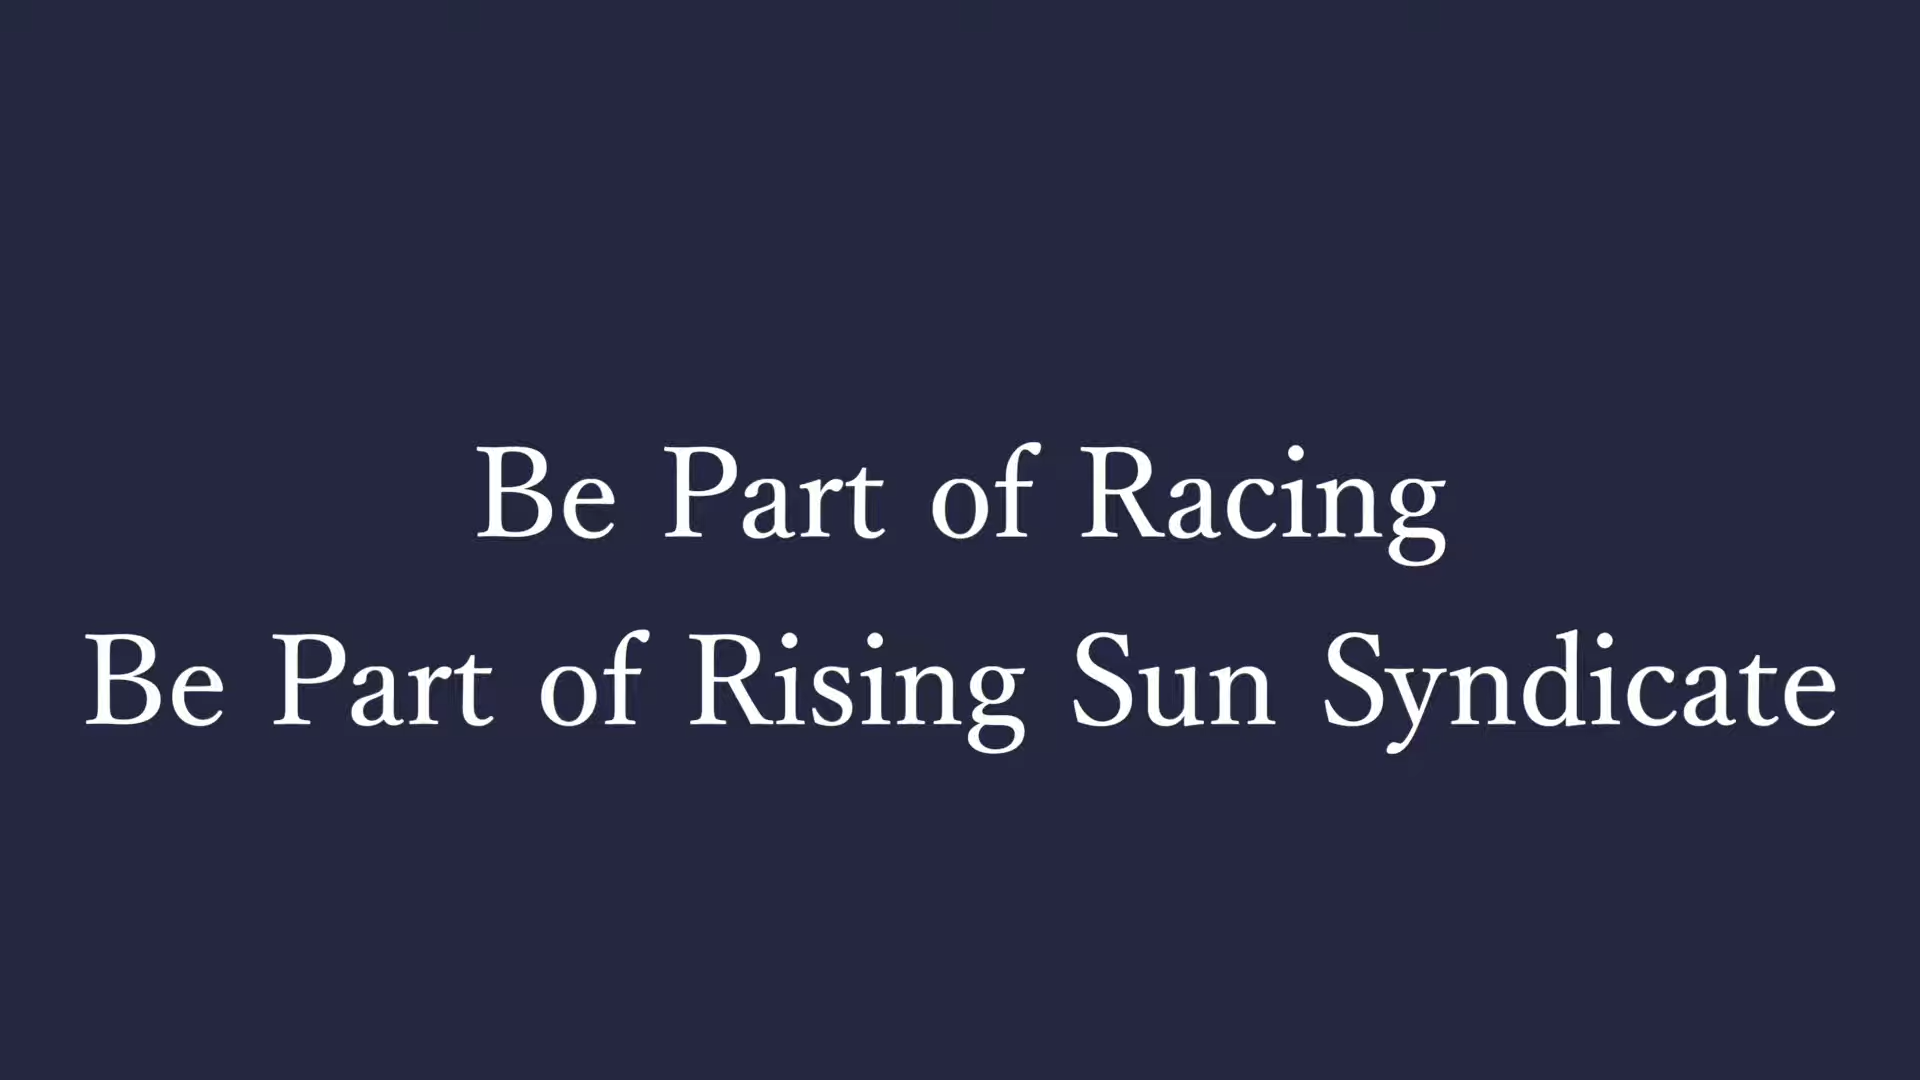 Be Part of Racing
Be Part of Rising Sun Syndicate